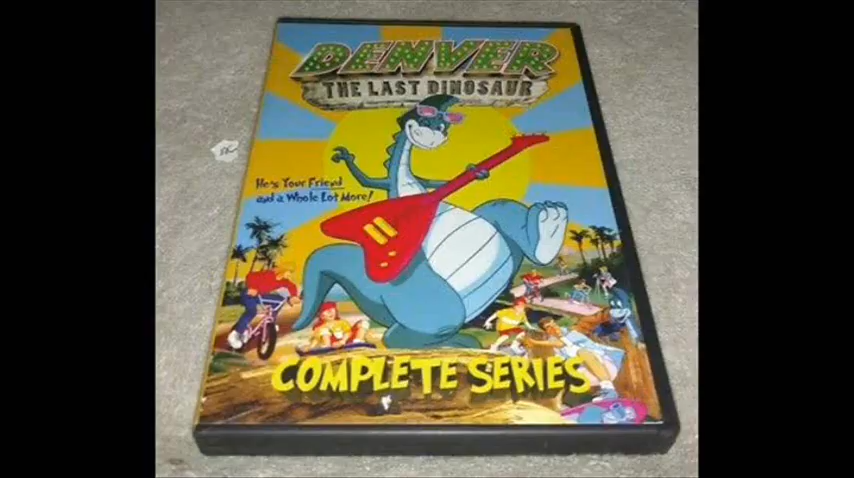 DENVER
THE LAST DINOSAUR
He's Your Friend
and a Whole Lot More!
COMPLETE SERIES